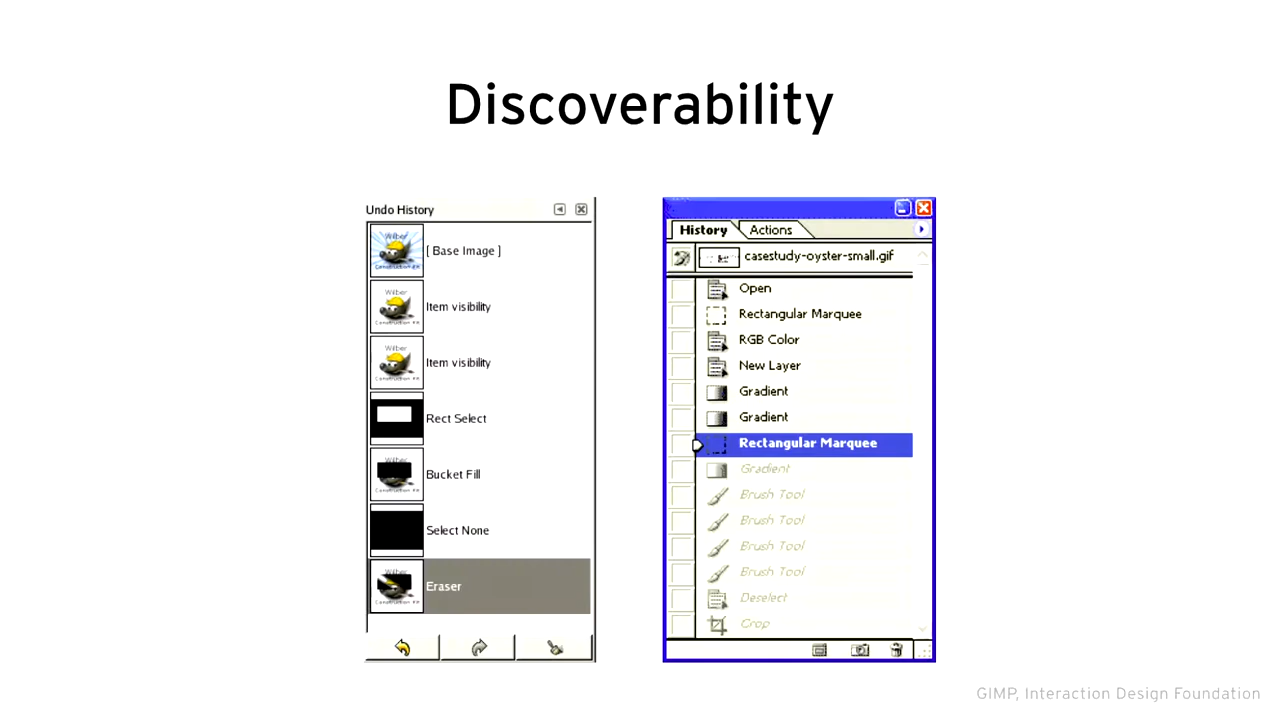 Discoverability
Undo History
[ Base Image ]
Item visibility
Item visibility
Rect Select
Bucket Fill
Select None
Eraser
History
Actions
casestudy-oyster-small.gif
Open
Rectangular Marquee
RGB Color
New Layer
Gradient
Gradient
Rectangular Marquee
Gradient
Brush Tool
Brush Tool
Brush Tool
Brush Tool
Deselect
Crop
GIMP, Interaction Design Foundation